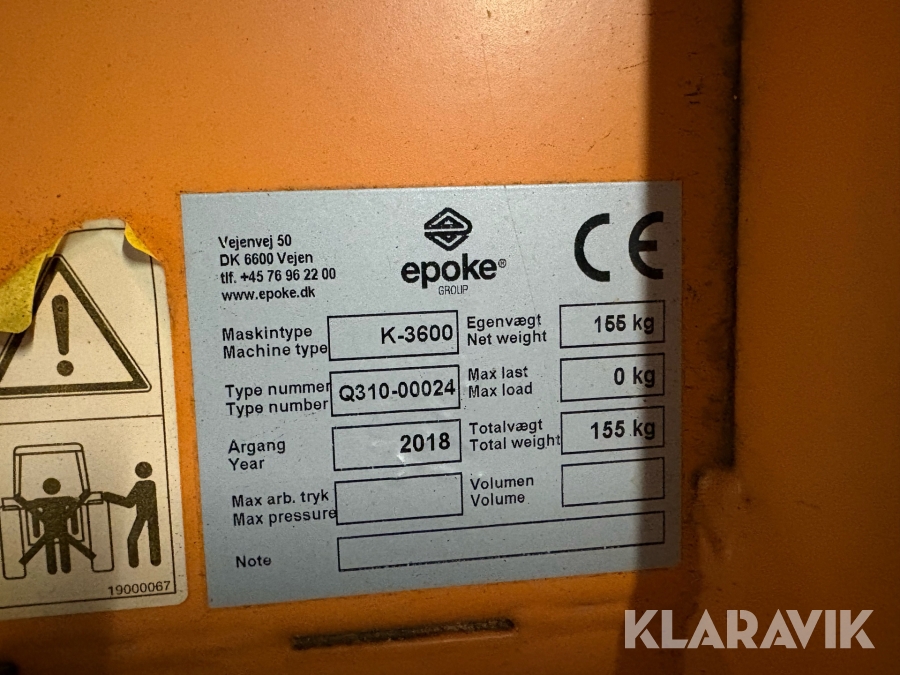 Vejenvej 50
DK 6600 Vejen
tlf. +45 76 96 22 00
www.epoke.dk
epoke®
GROUP
CE
Maskintype
Machine type
K-3600
Egenvægt
Net weight
155 kg
Type nummer
Type number
Q310-00024
Max last
Max load
0 kg
Argang
Year
2018
Totalvægt
Total weight
155 kg
Max arb. tryk
Max pressure
Volumen
Volume
Note
19000067
KLARAVIK